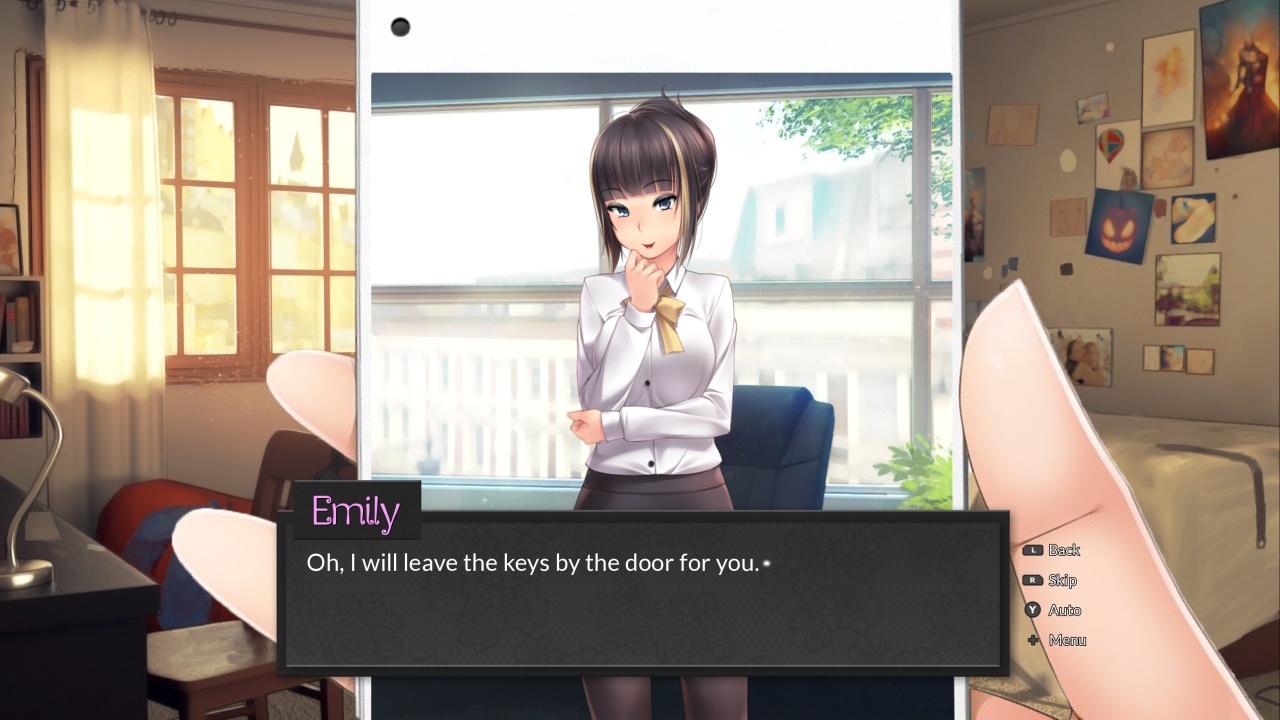 Emily
Oh, I will leave the keys by the door for you.
L Back
R Skip
Y Auto
+ Menu